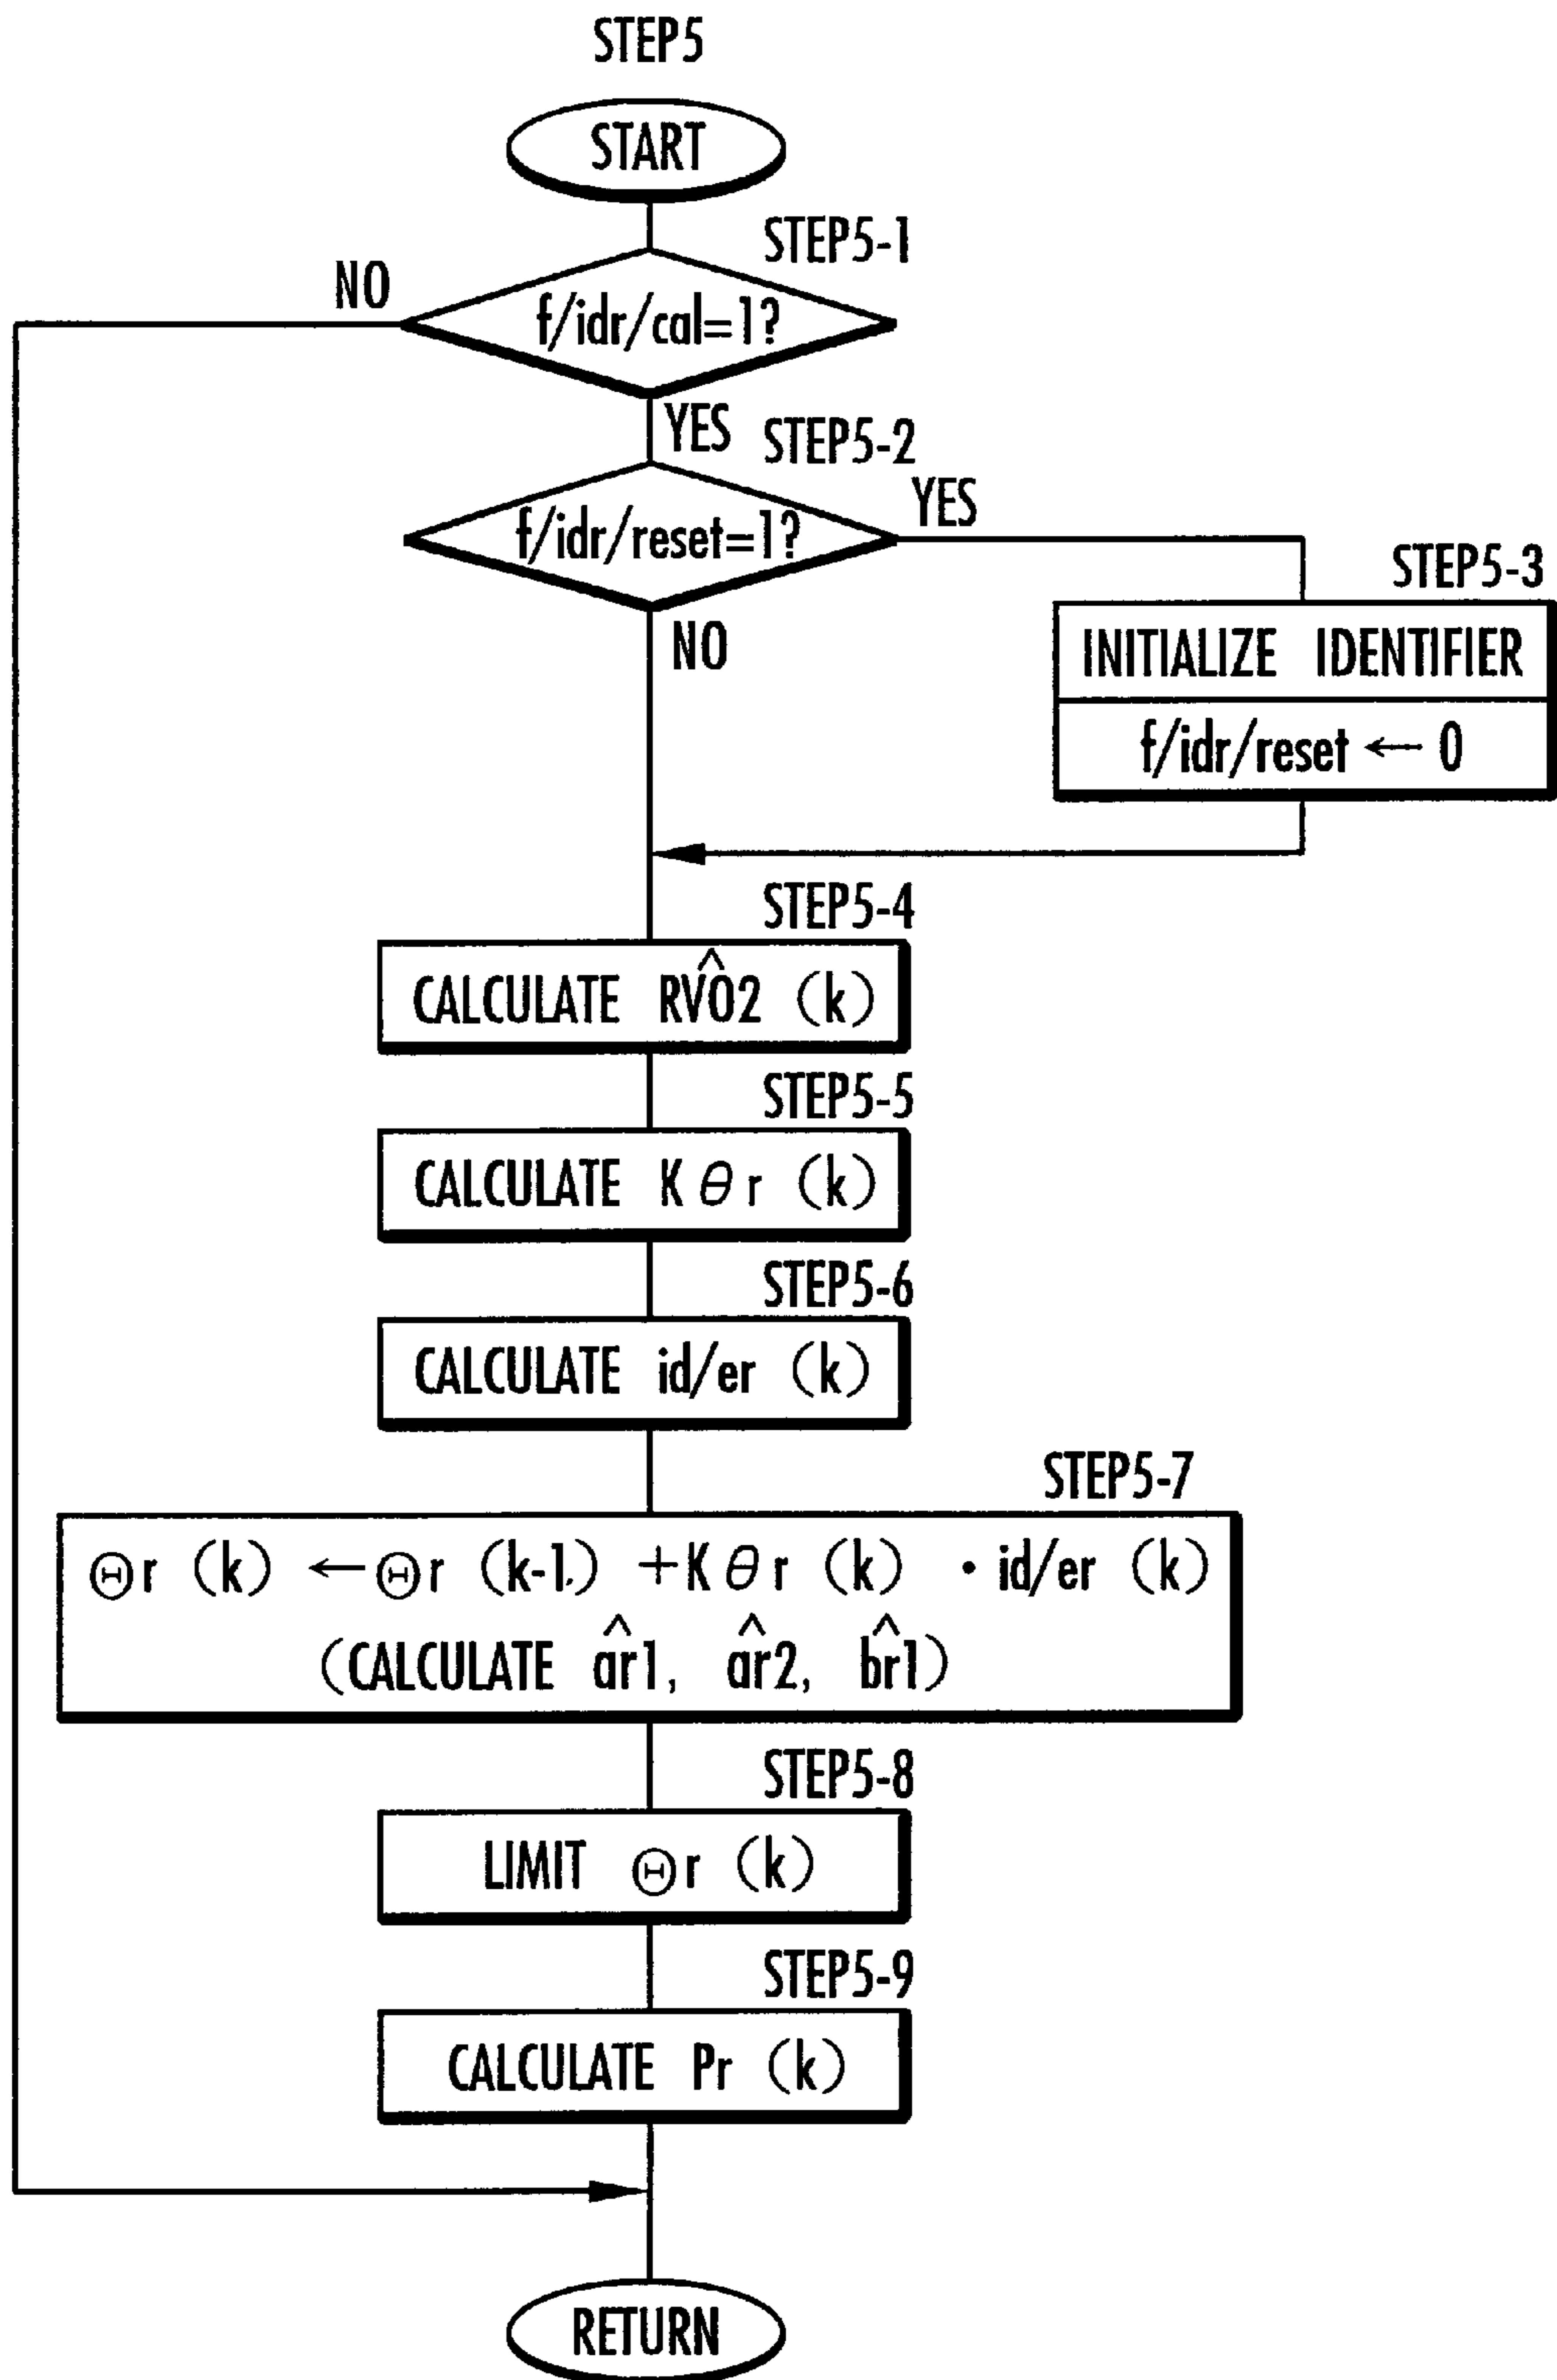 STEP5
START
STEP5-1
NO
f/idr/cal=1?
YES
STEP5-2
YES
f/idr/reset=1?
STEP5-3
NO
INITIALIZE IDENTIFIER
f/idr/reset ← 0
STEP5-4
CALCULATE RV̂O2 (k)
STEP5-5
CALCULATE Kθr (k)
STEP5-6
CALCULATE id/er (k)
STEP5-7
Θr (k) ← Θr (k-1) +Kθr (k) · id/er (k)
(CALCULATE âr1, âr2, b̂r1)
STEP5-8
LIMIT Θr (k)
STEP5-9
CALCULATE Pr (k)
RETURN